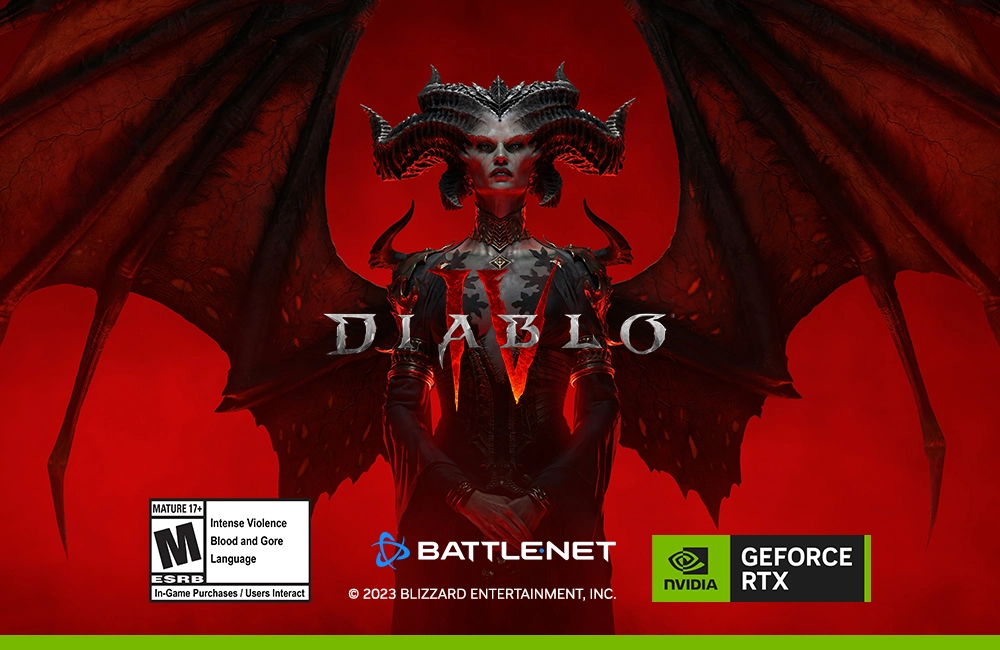 IV
DIABLO
MATURE 17+
M
ESRB
Intense Violence
Blood and Gore
Language
In-Game Purchases / Users Interact
BATTLE.NET
© 2023 BLIZZARD ENTERTAINMENT, INC.
NVIDIA
GEFORCE
RTX